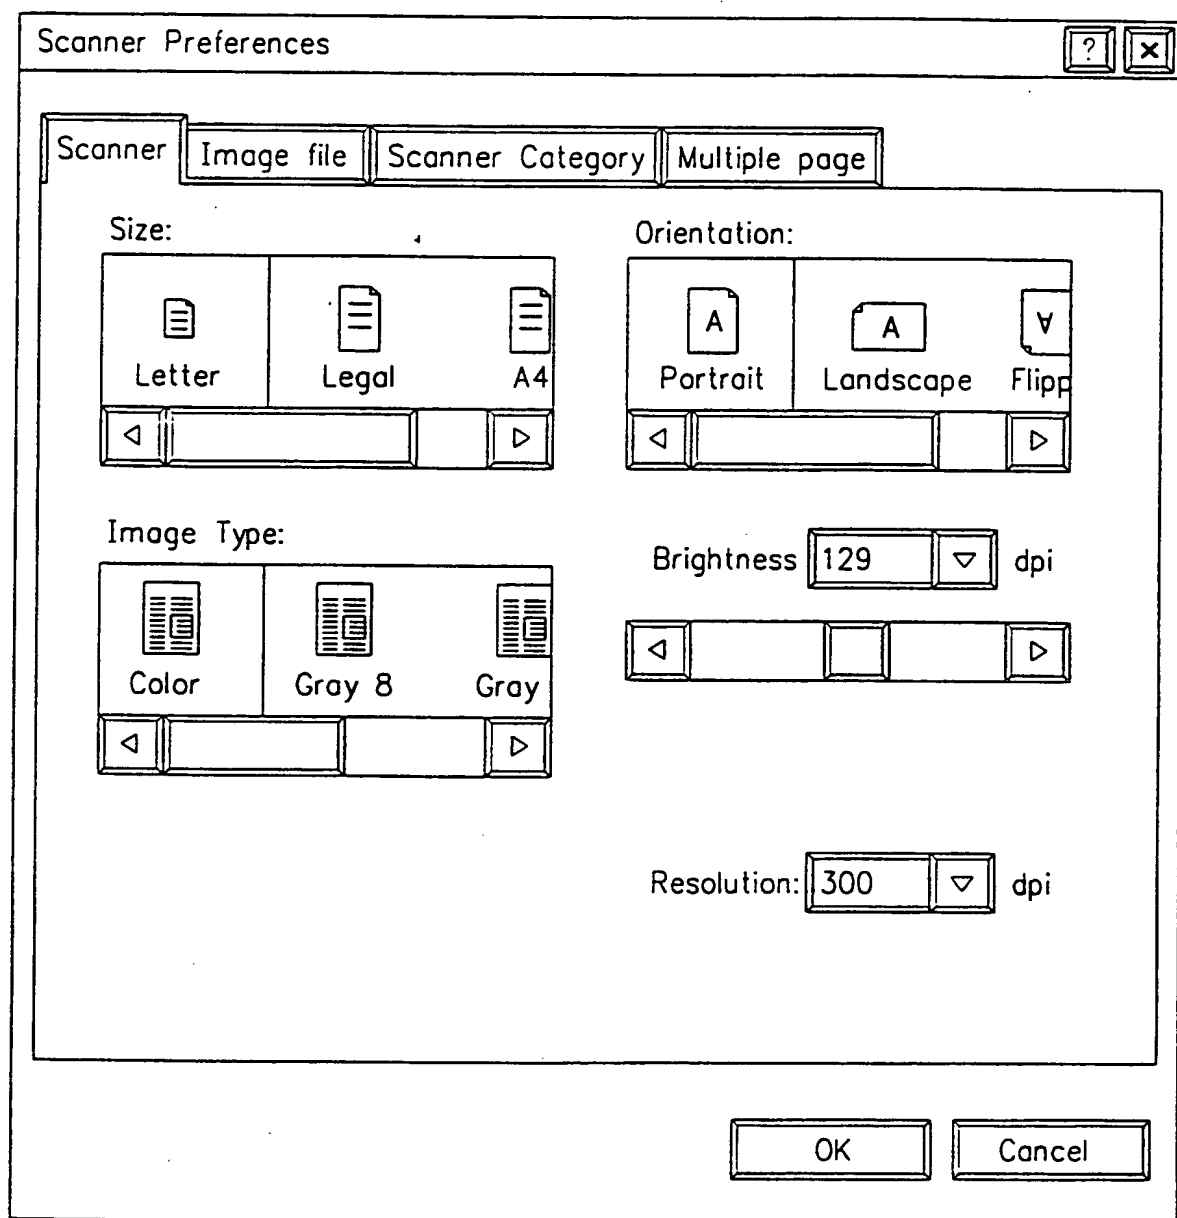 Scanner Preferences ? ×
Scanner Image file Scanner Category Multiple page
Size:
Letter Legal A4
Orientation:
A A A
Portrait Landscape Flipp
Image Type:
Color Gray 8 Gray
Brightness 129 dpi
Resolution: 300 dpi
OK Cancel